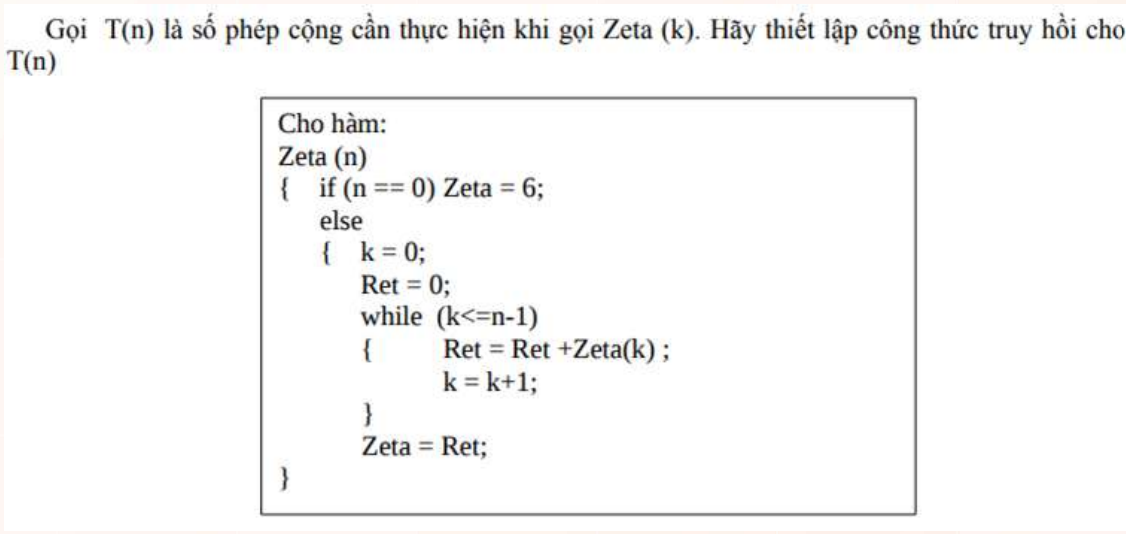 Gọi T(n) là số phép cộng cần thực hiện khi gọi Zeta (k). Hãy thiết lập công thức truy hồi cho
T(n)
Cho hàm:
Zeta (n)
{ if (n == 0) Zeta = 6;
else
{ k = 0;
Ret = 0;
while (k<=n-1)
{ Ret = Ret +Zeta(k) ;
k = k+1;
}
Zeta = Ret;
}